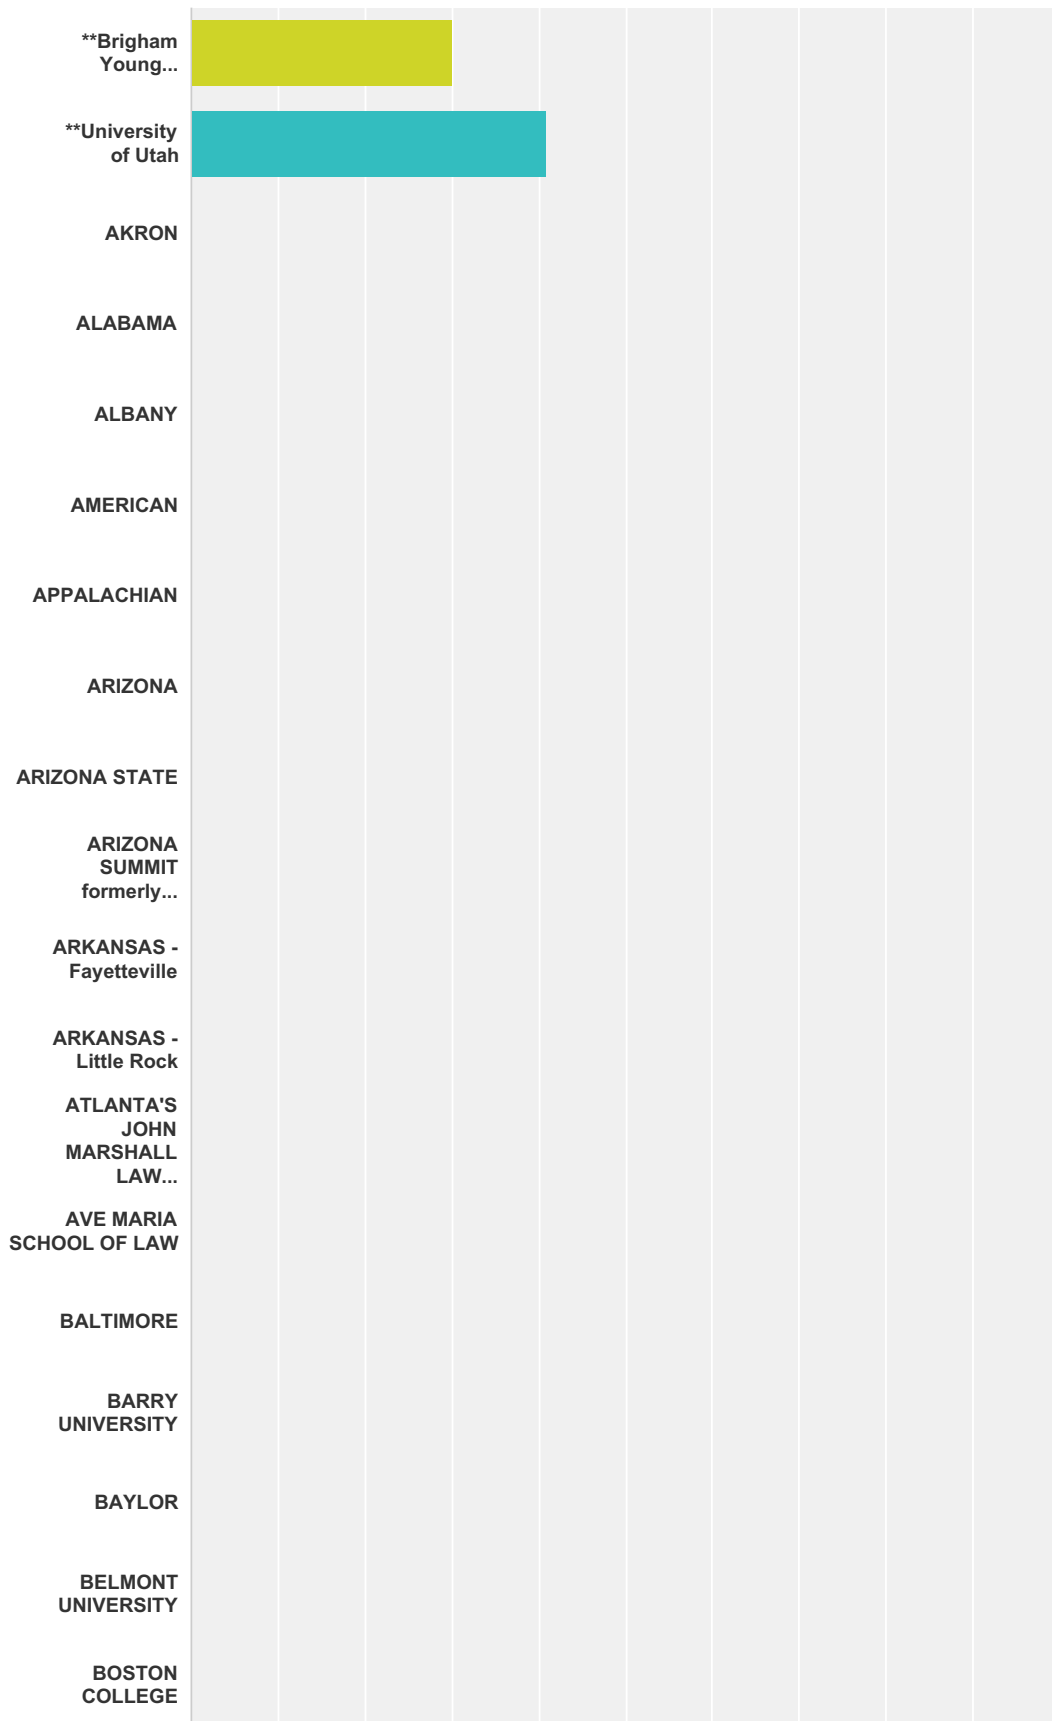 **Brigham
Young...
**University
of Utah
AKRON
ALABAMA
ALBANY
AMERICAN
APPALACHIAN
ARIZONA
ARIZONA STATE
ARIZONA
SUMMIT
formerly...
ARKANSAS -
Fayetteville
ARKANSAS -
Little Rock
ATLANTA'S
JOHN
MARSHALL
LAW...
AVE MARIA
SCHOOL OF LAW
BALTIMORE
BARRY
UNIVERSITY
BAYLOR
BELMONT
UNIVERSITY
BOSTON
COLLEGE